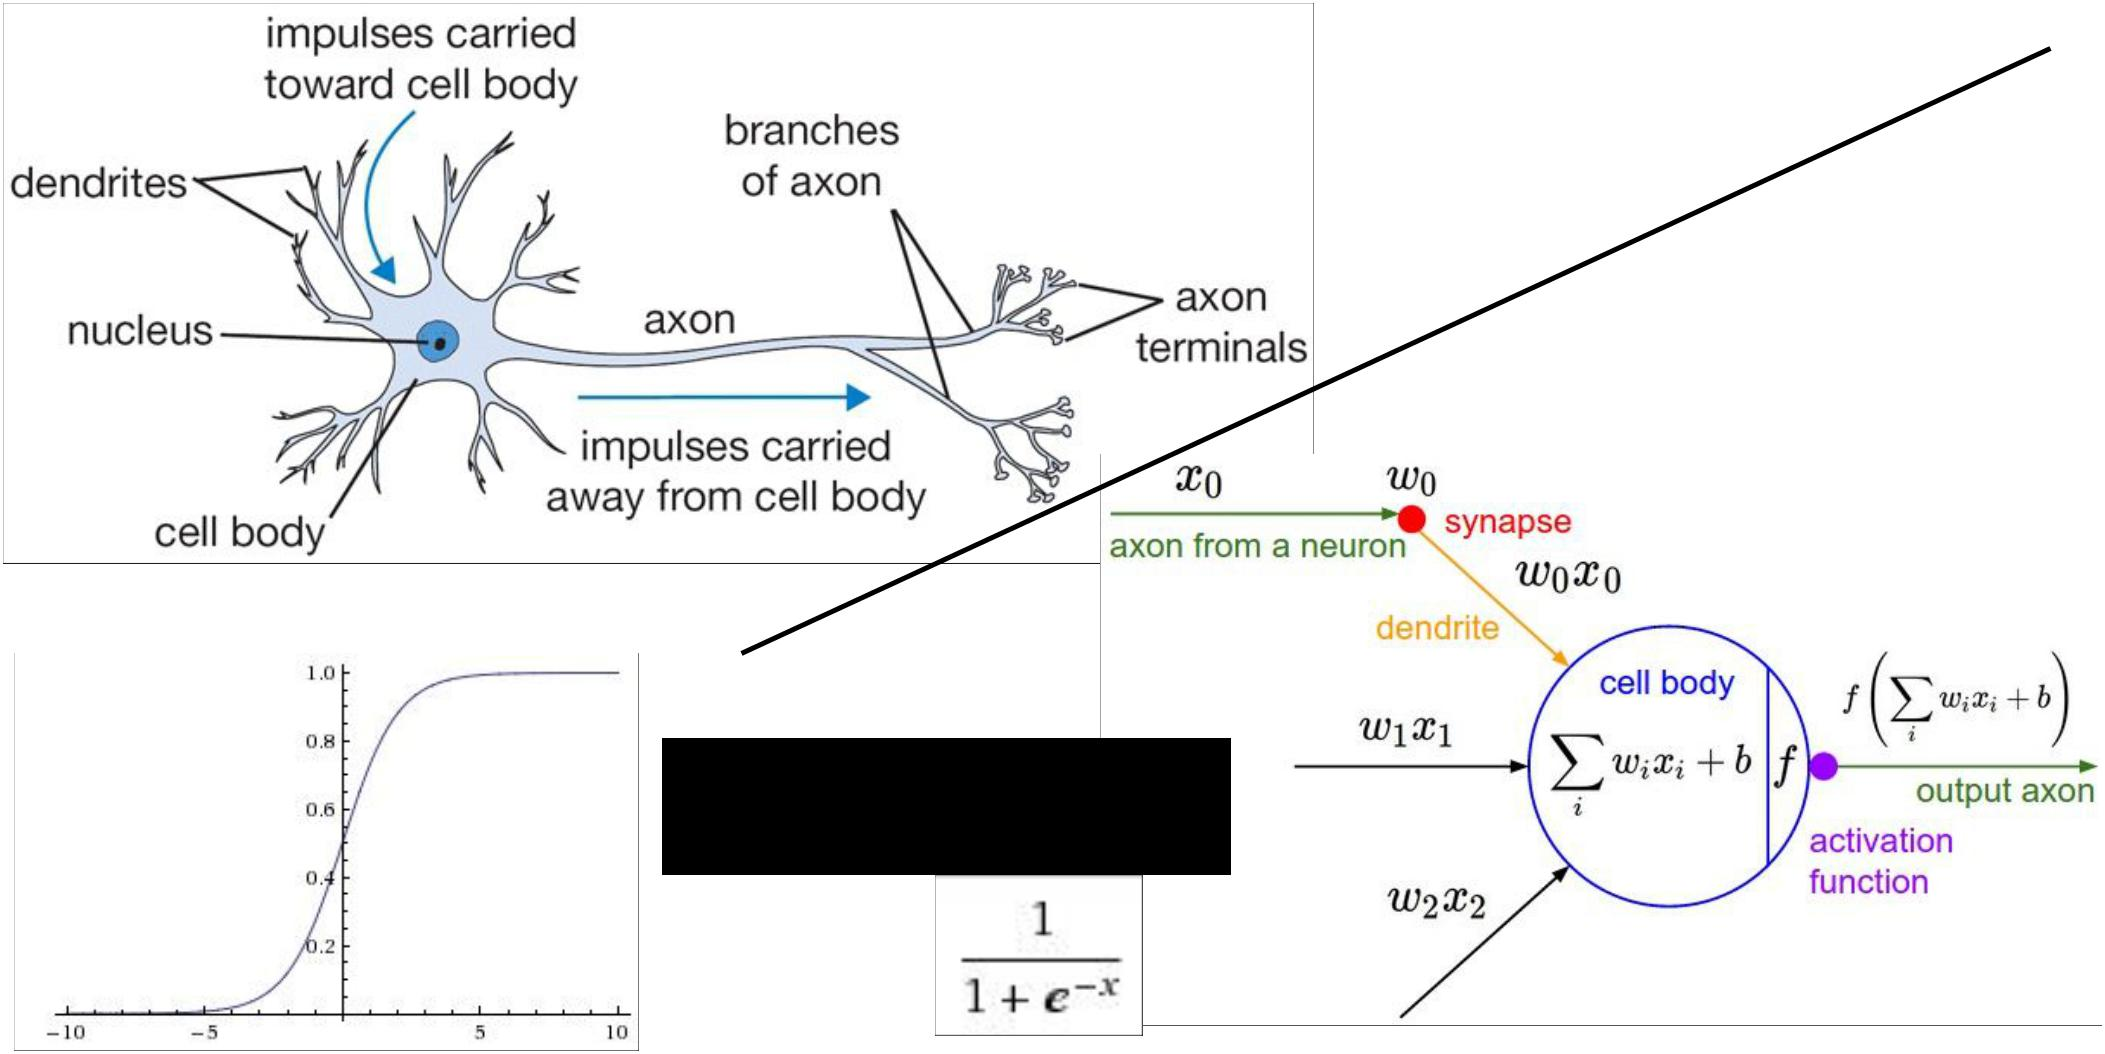 impulses carried
toward cell body
dendrites
nucleus
cell body
axon
branches
of axon
axon
terminals
impulses carried
away from cell body
x₀
w₀
axon from a neuron
synapse
w₀x₀
dendrite
cell body
w₁x₁
∑ᵢ wᵢxᵢ + b
f
f(∑ᵢ wᵢxᵢ + b)
output axon
activation
function
w₂x₂
1.0
0.8
0.6
0.4
0.2
−10
−5
5
10
1
1 + e⁻ˣ